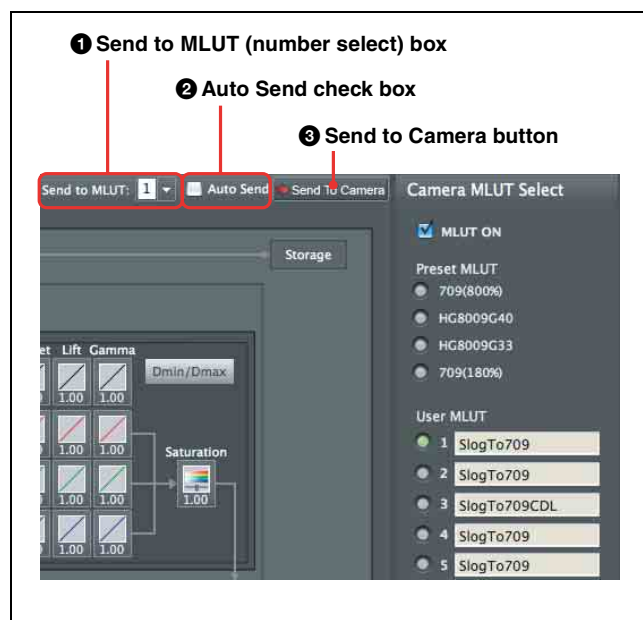 ❶ Send to MLUT (number select) box
❷ Auto Send check box
❸ Send to Camera button
Send to MLUT: 1 Auto Send Send To Camera
Camera MLUT Select
MLUT ON
Storage
Preset MLUT
709(800%)
HG8009G40
HG8009G33
709(180%)
Lift Gamma
Dmin/Dmax
1.00 1.00
1.00 1.00
1.00 1.00
1.00 1.00
Saturation
1.00
User MLUT
1 SlogTo709
2 SlogTo709
3 SlogTo709CDL
4 SlogTo709
5 SlogTo709